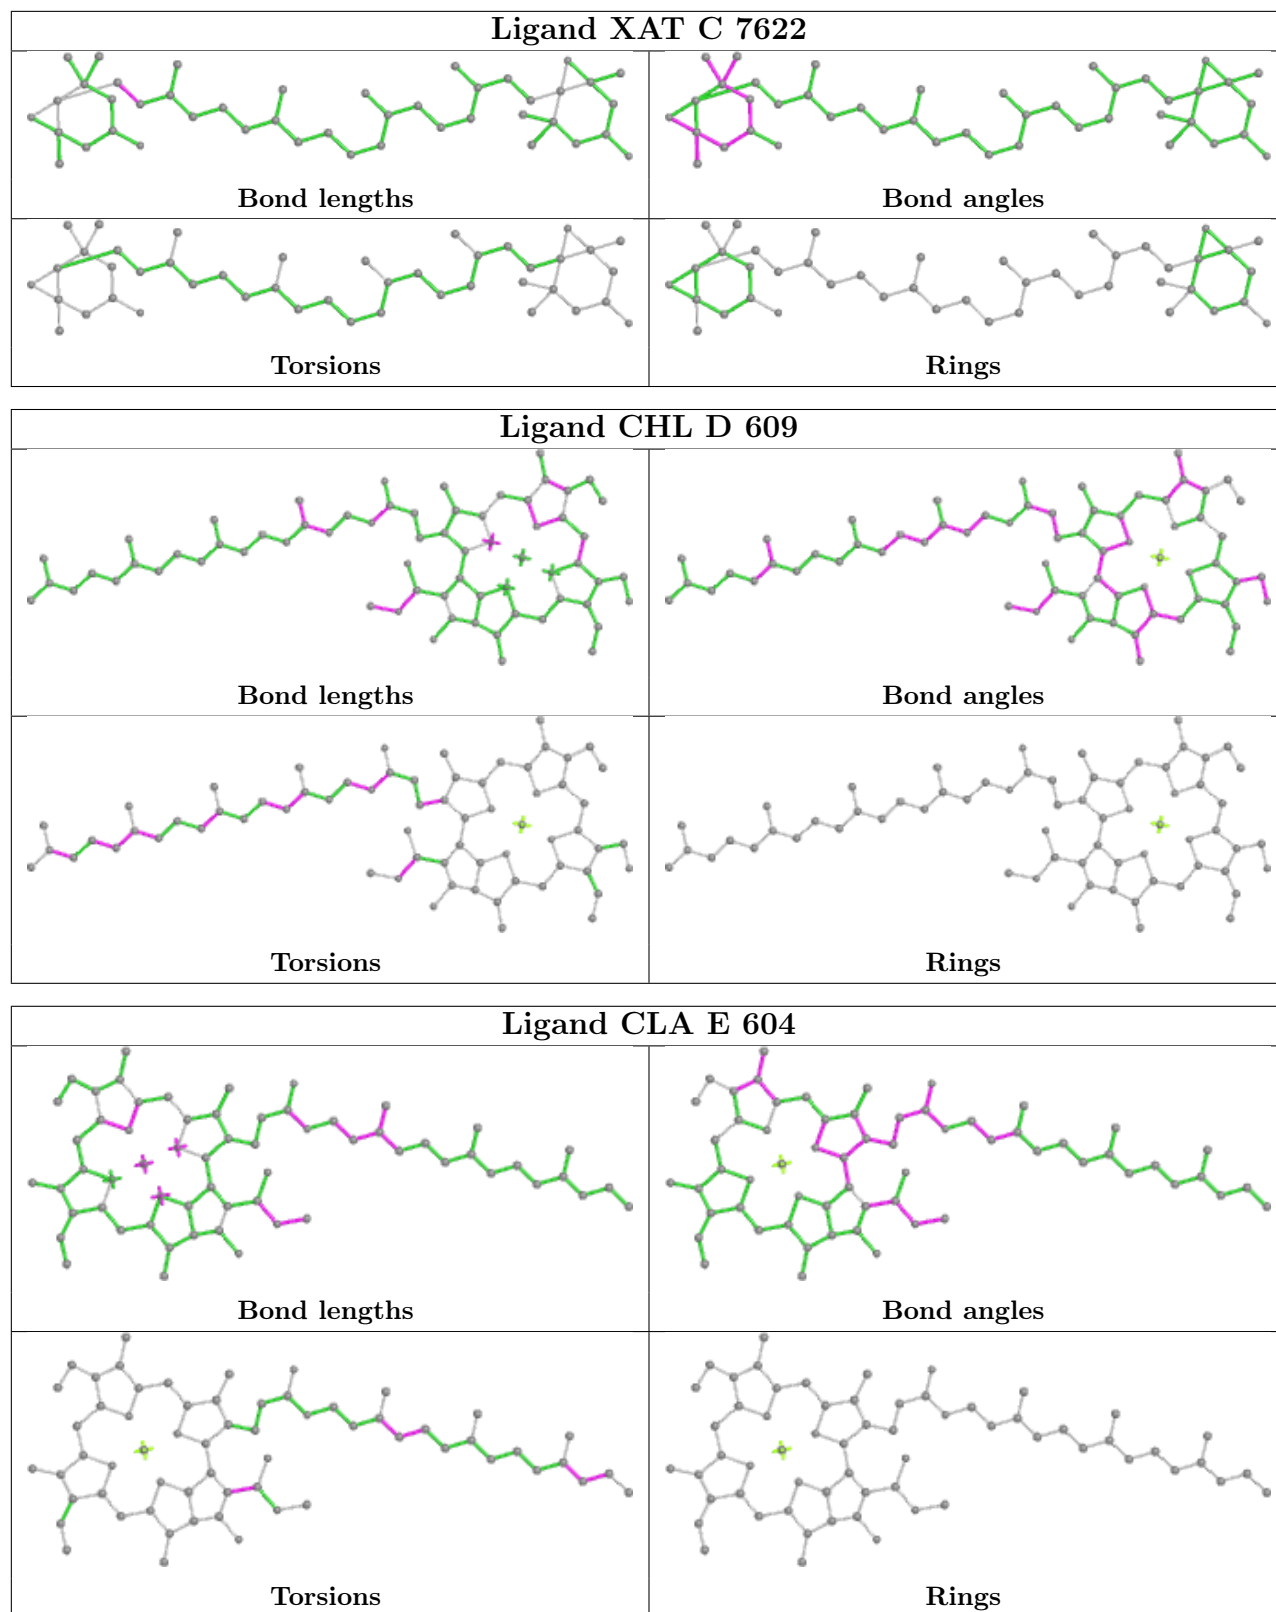 Ligand XAT C 7622
Bond lengths
Bond angles
Torsions
Rings
Ligand CHL D 609
Bond lengths
Bond angles
Torsions
Rings
Ligand CLA E 604
Bond lengths
Bond angles
Torsions
Rings